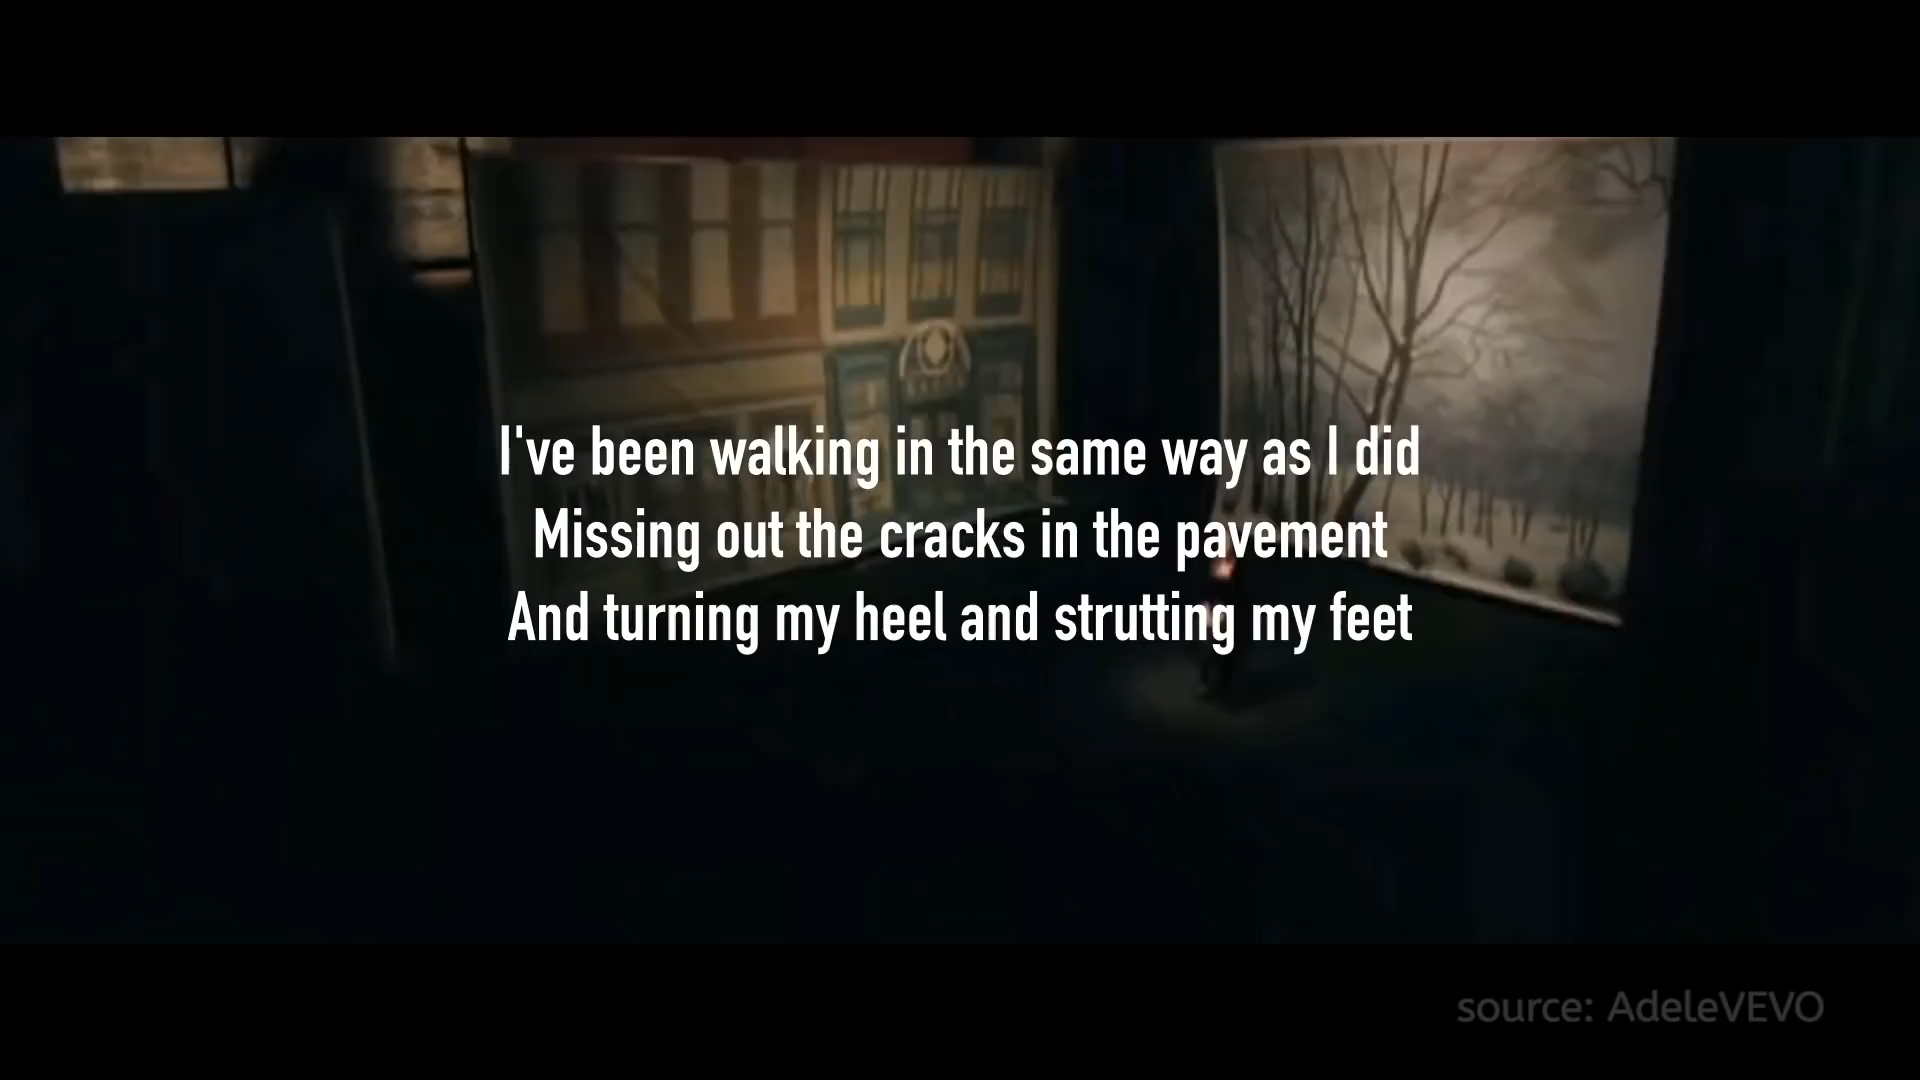 I've been walking in the same way as I did
Missing out the cracks in the pavement
And turning my heel and strutting my feet
source: AdeleVEVO